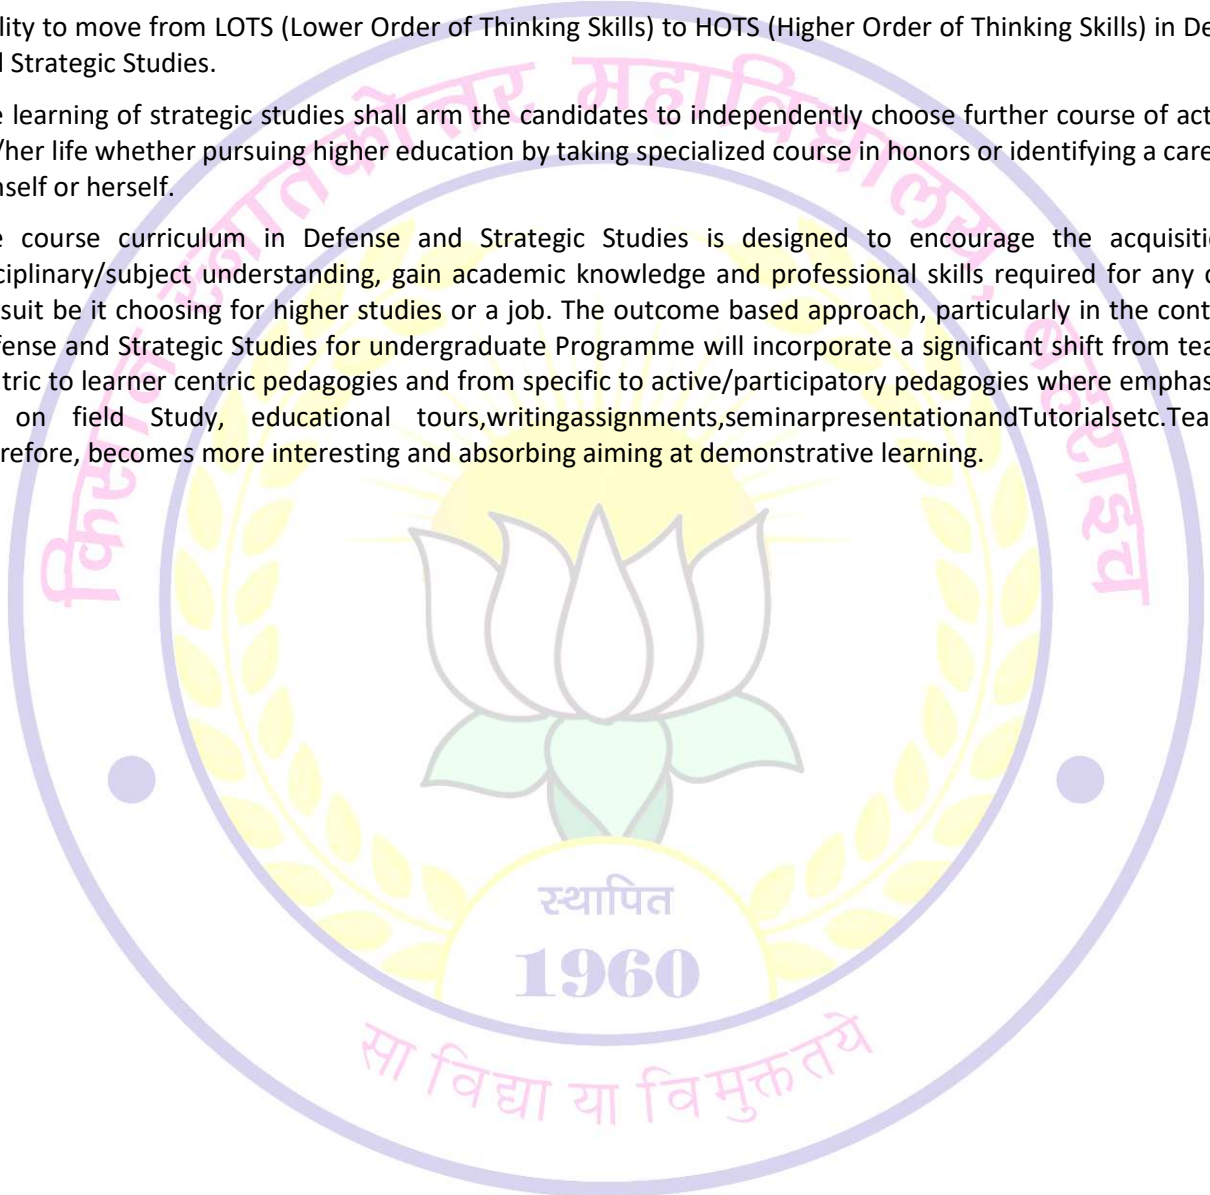 lity to move from LOTS (Lower Order of Thinking Skills) to HOTS (Higher Order of Thinking Skills) in De
Strategic Studies.
learning of strategic studies shall arm the candidates to independently choose further course of act
/her life whether pursuing higher education by taking specialized course in honors or identifying a care
nself or herself.
course curriculum in Defense and Strategic Studies is designed to encourage the acquisiti
ciplinary/subject understanding, gain academic knowledge and professional skills required for any
suit be it choosing for higher studies or a job. The outcome based approach, particularly in the cont
fense and Strategic Studies for undergraduate Programme will incorporate a significant shift from tea
tric to learner centric pedagogies and from specific to active/participatory pedagogies where emphas
on field Study, educational tours,writingassignments,seminarpresentationandTutorialsetc.Tea
refore, becomes more interesting and absorbing aiming at demonstrative learning.
किसान स्नातकोत्तर महाविद्यालय, बहराइच
स्थापित
1960
सा विद्या या विमुक्तये